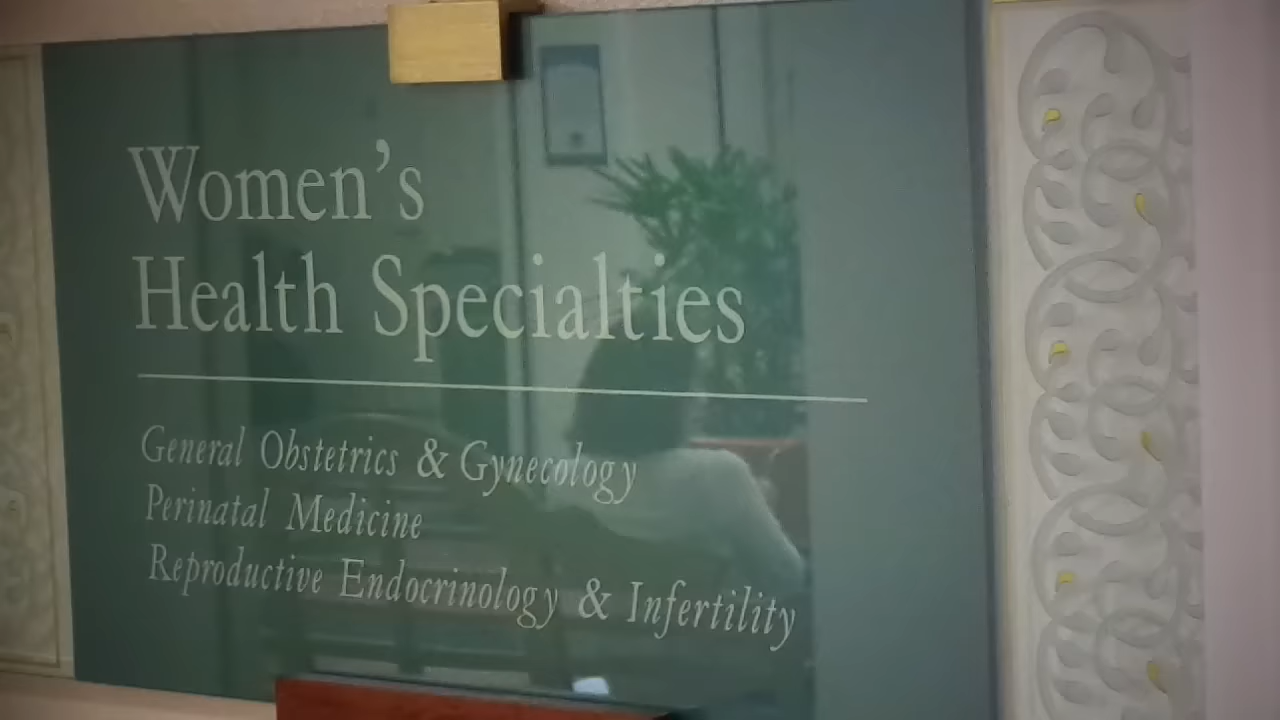 Women's
Health Specialties
General Obstetrics & Gynecology
Perinatal Medicine
Reproductive Endocrinology & Infertility